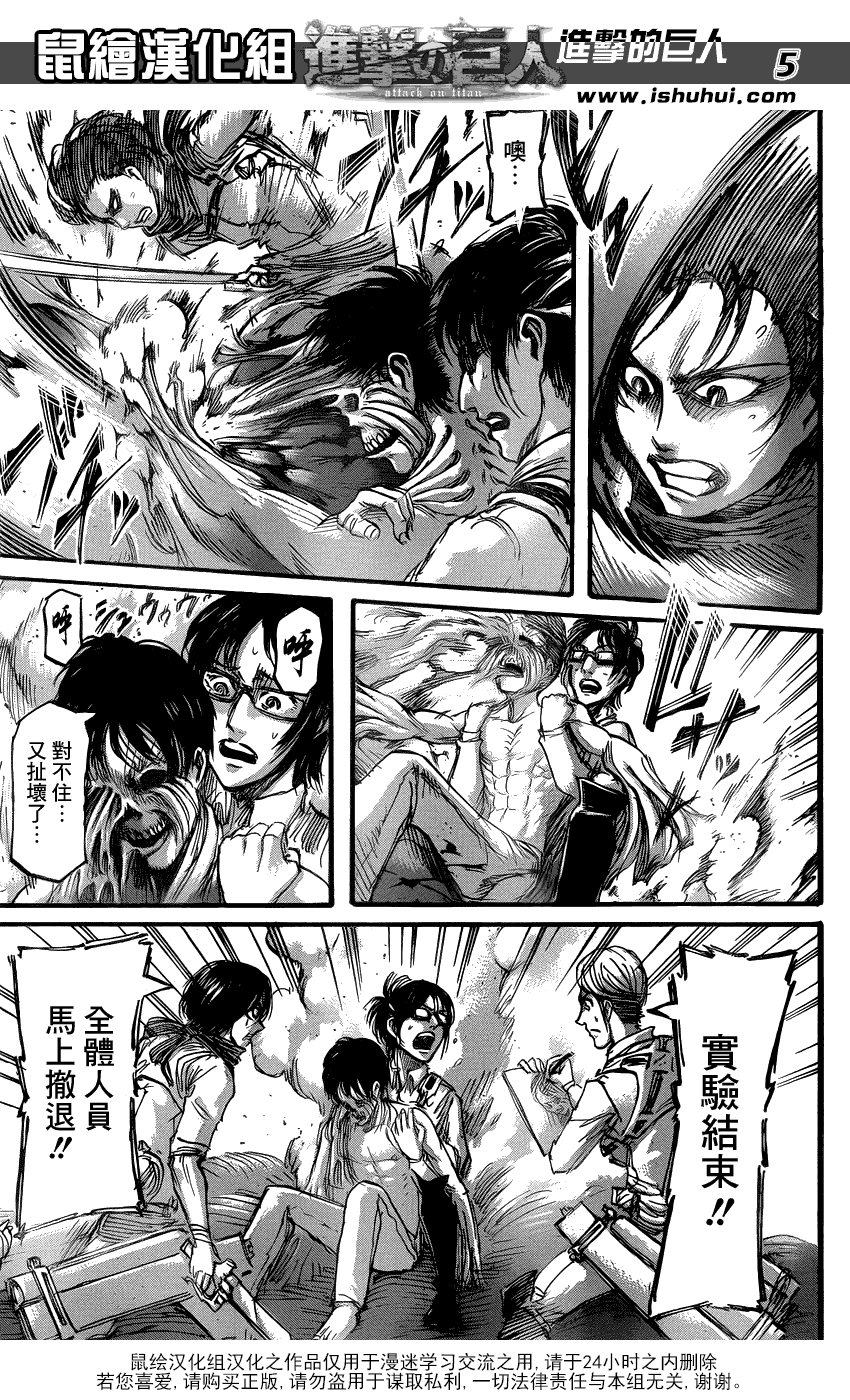 鼠繪漢化組
進撃の巨人
attack on titan
進擊的巨人
5
www.ishuhui.com
噢…
呼
呼
對不住…
又扯壞了…
實驗結束!!
全體人員
馬上撤退!!
鼠绘汉化组汉化之作品仅用于漫迷学习交流之用, 请于24小时之内删除
若您喜爱, 请购买正版, 请勿盗用于谋取私利, 一切法律责任与本组无关, 谢谢。